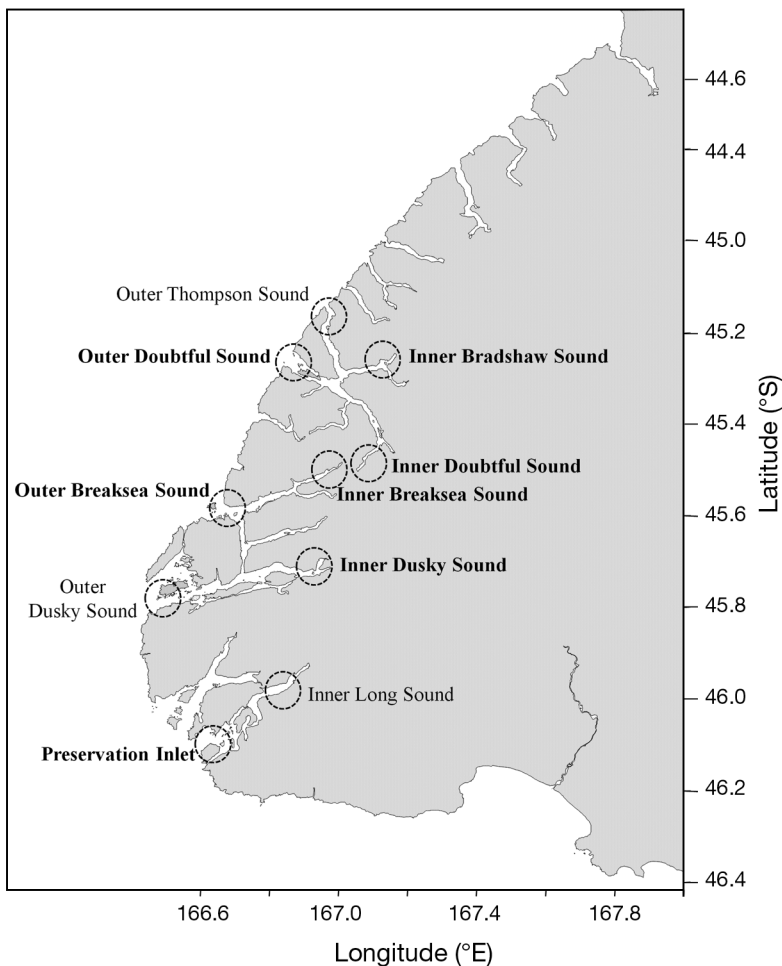 44.6
44.4
45.0
Outer Thompson Sound
45.2
Outer Doubtful Sound
Inner Bradshaw Sound
45.4
Inner Doubtful Sound
Outer Breaksea Sound
Inner Breaksea Sound
45.6
Inner Dusky Sound
Outer
Dusky Sound
45.8
Inner Long Sound
46.0
Preservation Inlet
46.2
46.4
Latitude (°S)
166.6 167.0 167.4 167.8
Longitude (°E)